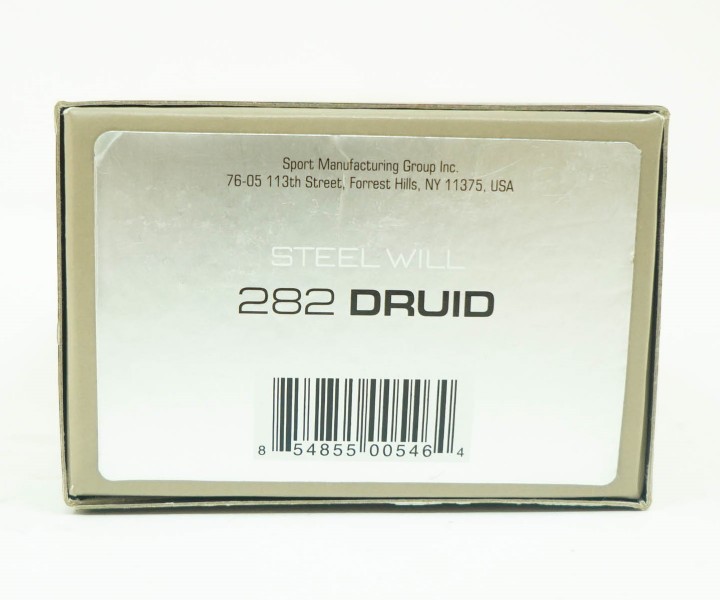 Sport Manufacturing Group Inc.
76-05 113th Street, Forrest Hills, NY 11375, USA
STEEL WILL
282 DRUID
8 54855 00546 4